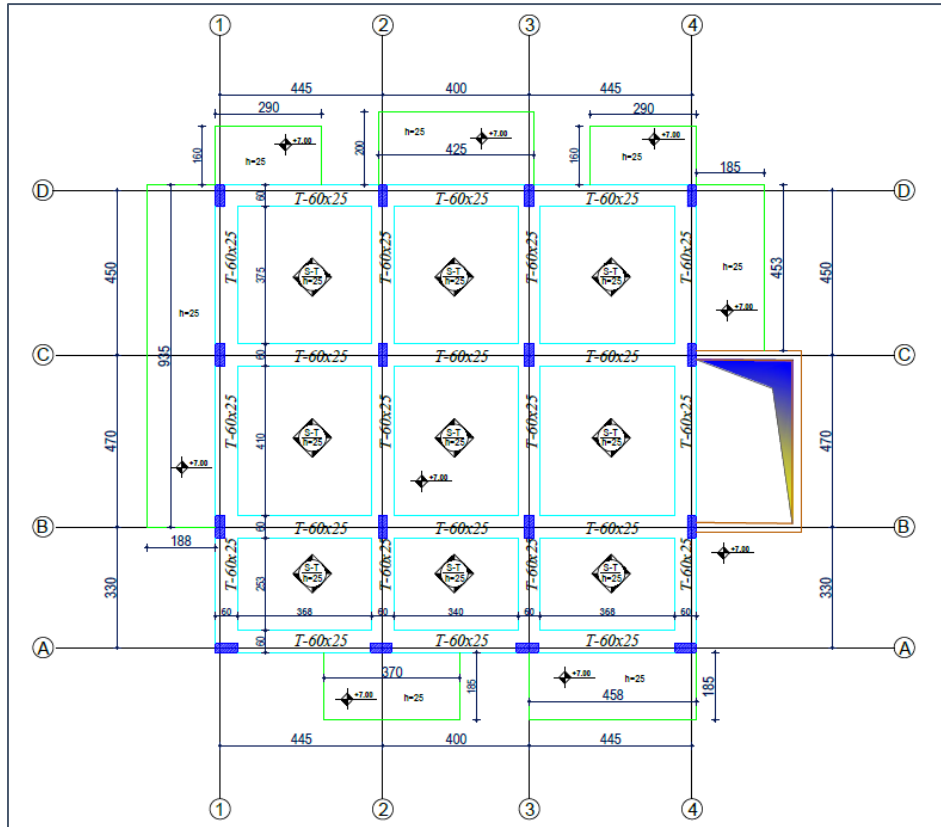 1 2 3 4
445 400 445
290 290
+7.00 +7.00 +7.00
h=25 h=25 h=25
160 200 425 160 185
D D
T-60x25 T-60x25 T-60x25
60
T-60x25 T-60x25 T-60x25 T-60x25
450 375 453 450
S-T S-T S-T
h=25 h=25 h=25
h=25 h=25
+7.00
C C
60 T-60x25 T-60x25 T-60x25
935
T-60x25 T-60x25 T-60x25 T-60x25
470 410 470
S-T S-T S-T
h=25 h=25 h=25
+7.00 +7.00
B B
60 T-60x25 T-60x25 T-60x25
188 +7.00
T-60x25 T-60x25 T-60x25 T-60x25
330 253 330
S-T S-T S-T
h=25 h=25 h=25
60 368 60 340 60 368 60
A A
60 T-60x25 T-60x25 T-60x25
370 185 +7.00 h=25 185
+7.00 h=25 458
445 400 445
1 2 3 4